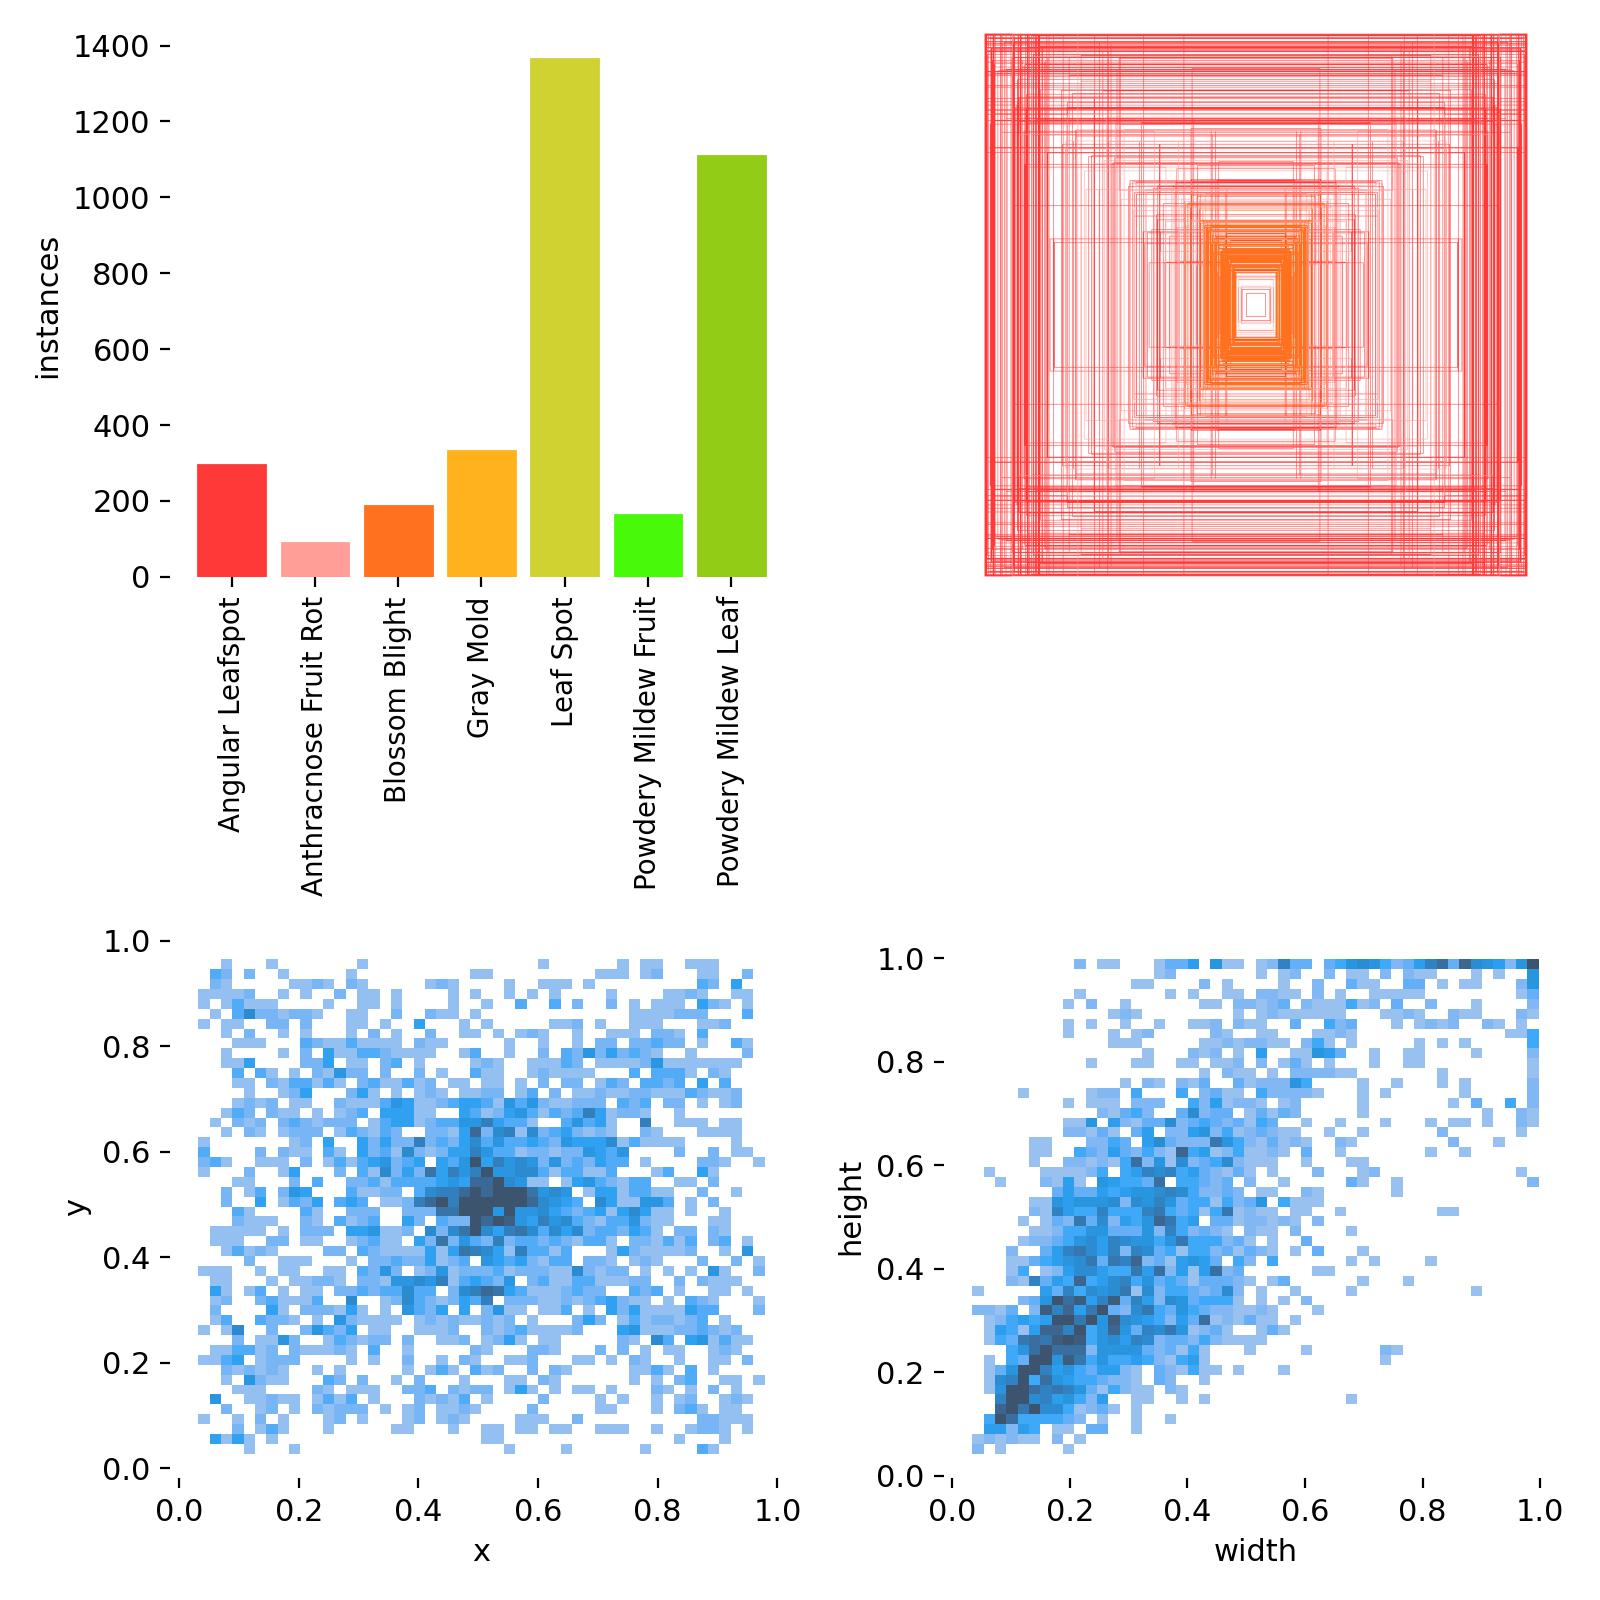 1400
1200
1000
800
600
400
200
0
instances
Angular Leafspot
Anthracnose Fruit Rot
Blossom Blight
Gray Mold
Leaf Spot
Powdery Mildew Fruit
Powdery Mildew Leaf
1.0
0.8
0.6
0.4
0.2
0.0
y
0.0 0.2 0.4 0.6 0.8 1.0
x
1.0
0.8
0.6
0.4
0.2
0.0
height
0.0 0.2 0.4 0.6 0.8 1.0
width